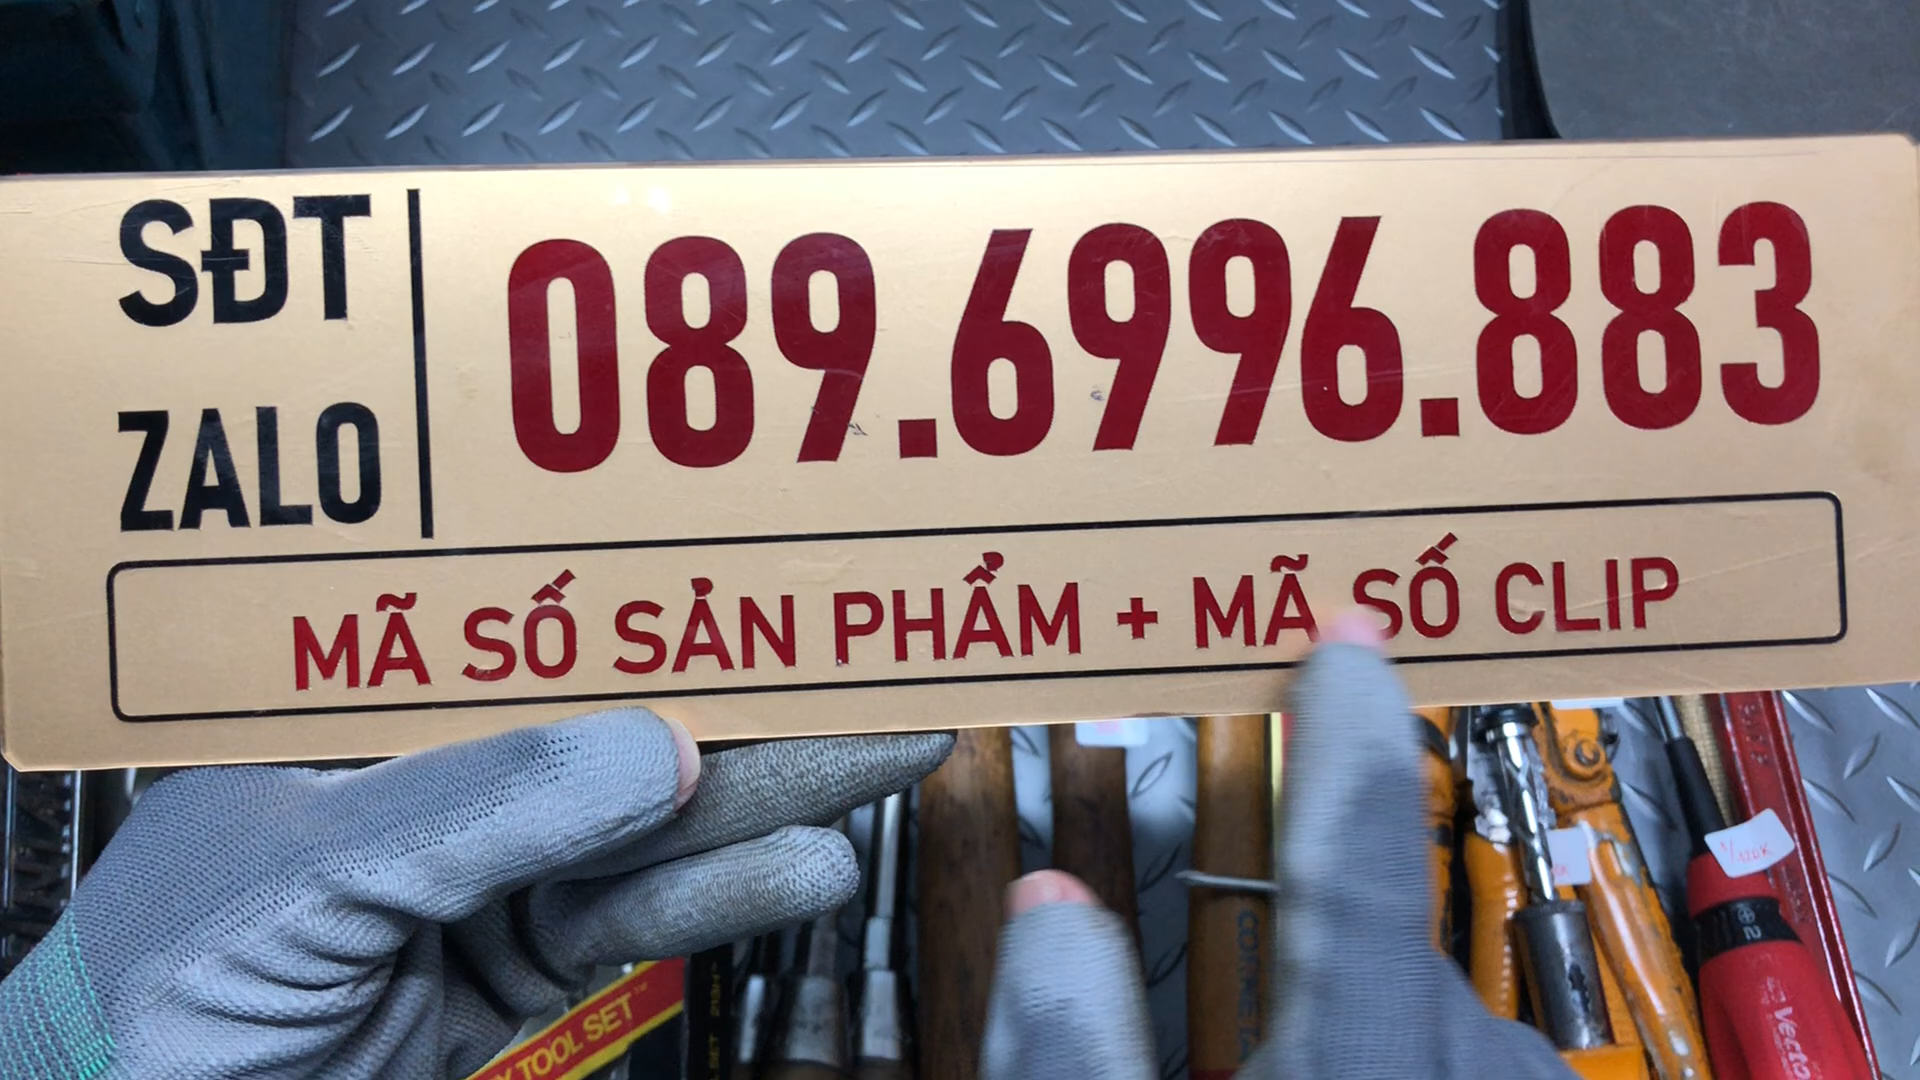 SĐT
ZALO
089.6996.883
MÃ SỐ SẢN PHẨM + MÃ SỐ CLIP
TOOL SET